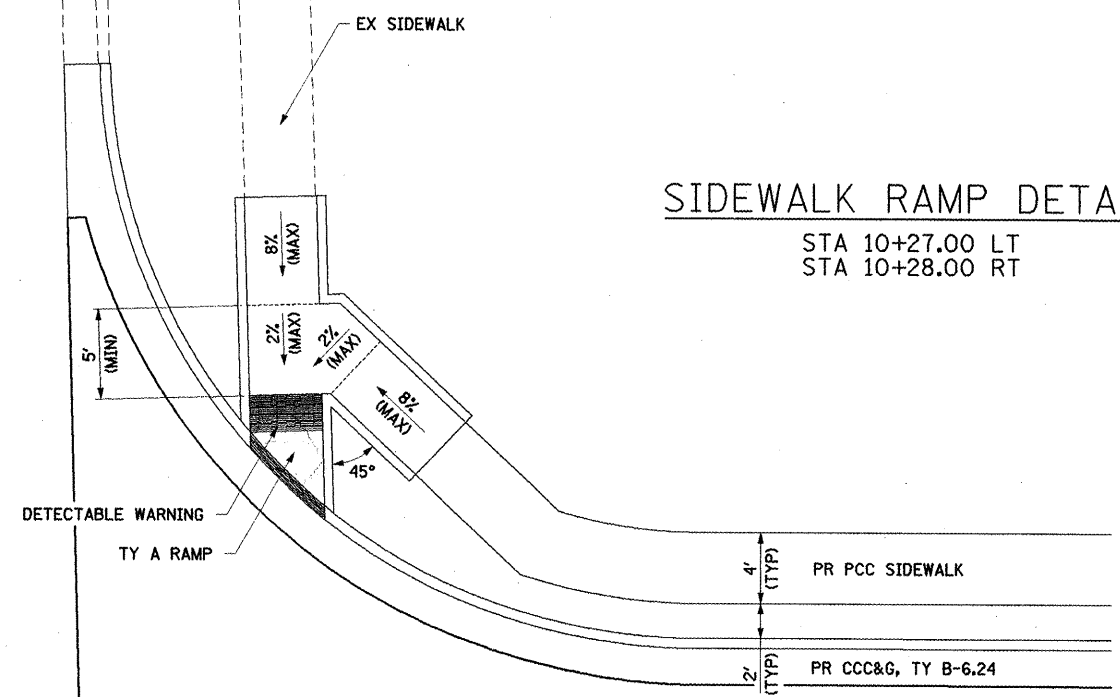 EX SIDEWALK
SIDEWALK RAMP DETA
STA 10+27.00 LT
STA 10+28.00 RT
8%
(MAX)
5'
(MIN)
2%
(MAX)
2%
(MAX)
8%
(MAX)
45°
DETECTABLE WARNING
TY A RAMP
4'
(TYP)
PR PCC SIDEWALK
2'
(TYP)
PR CCC&G, TY B-6.24